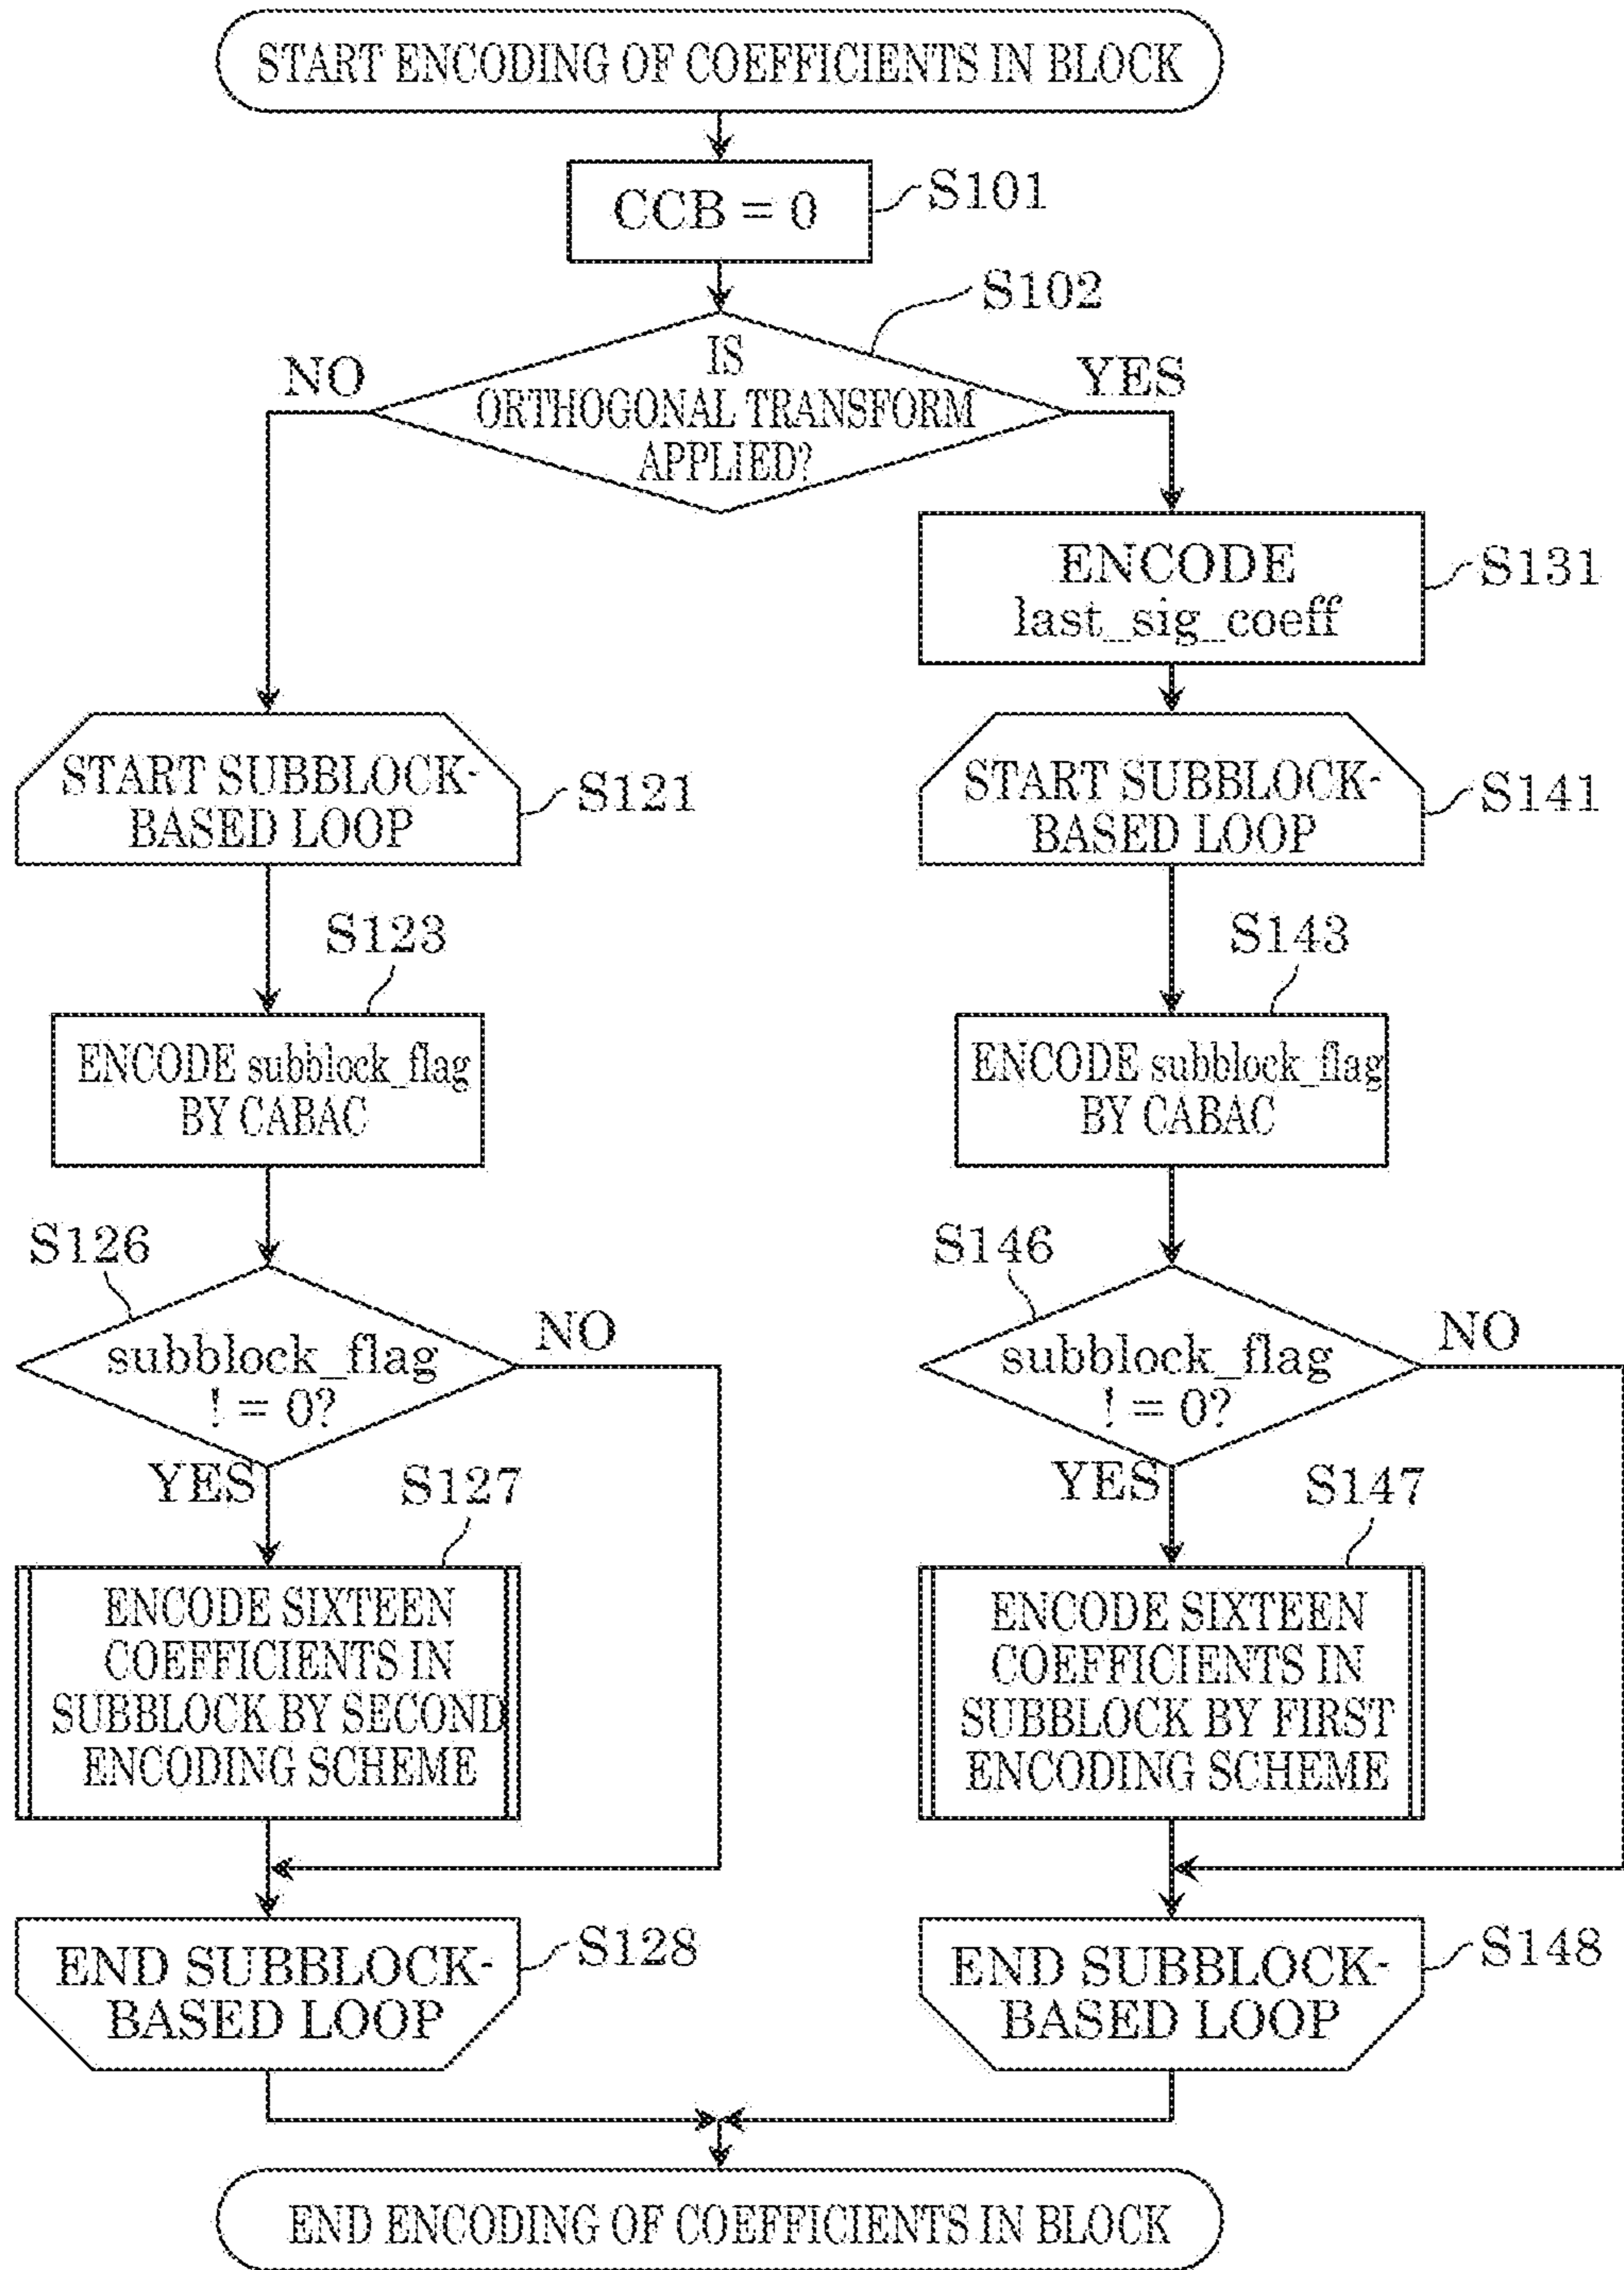 START ENCODING OF COEFFICIENTS IN BLOCK
CCB = 0
S101
S102
IS
ORTHOGONAL TRANSFORM
APPLIED?
NO
YES
ENCODE
last_sig_coeff
S131
START SUBBLOCK-
BASED LOOP
S121
START SUBBLOCK-
BASED LOOP
S141
S123
S143
ENCODE subblock_flag
BY CABAC
ENCODE subblock_flag
BY CABAC
S126
S146
subblock_flag
! = 0?
NO
YES
subblock_flag
! = 0?
NO
YES
S127
S147
ENCODE SIXTEEN
COEFFICIENTS IN
SUBBLOCK BY SECOND
ENCODING SCHEME
ENCODE SIXTEEN
COEFFICIENTS IN
SUBBLOCK BY FIRST
ENCODING SCHEME
END SUBBLOCK-
BASED LOOP
S128
END SUBBLOCK-
BASED LOOP
S148
END ENCODING OF COEFFICIENTS IN BLOCK